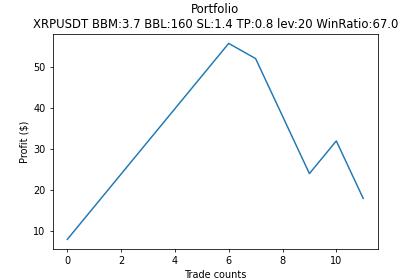 Portfolio
XRPUSDT BBM:3.7 BBL:160 SL:1.4 TP:0.8 lev:20 WinRatio:67.0
50
40
30
20
10
Profit ($)
0 2 4 6 8 10
Trade counts